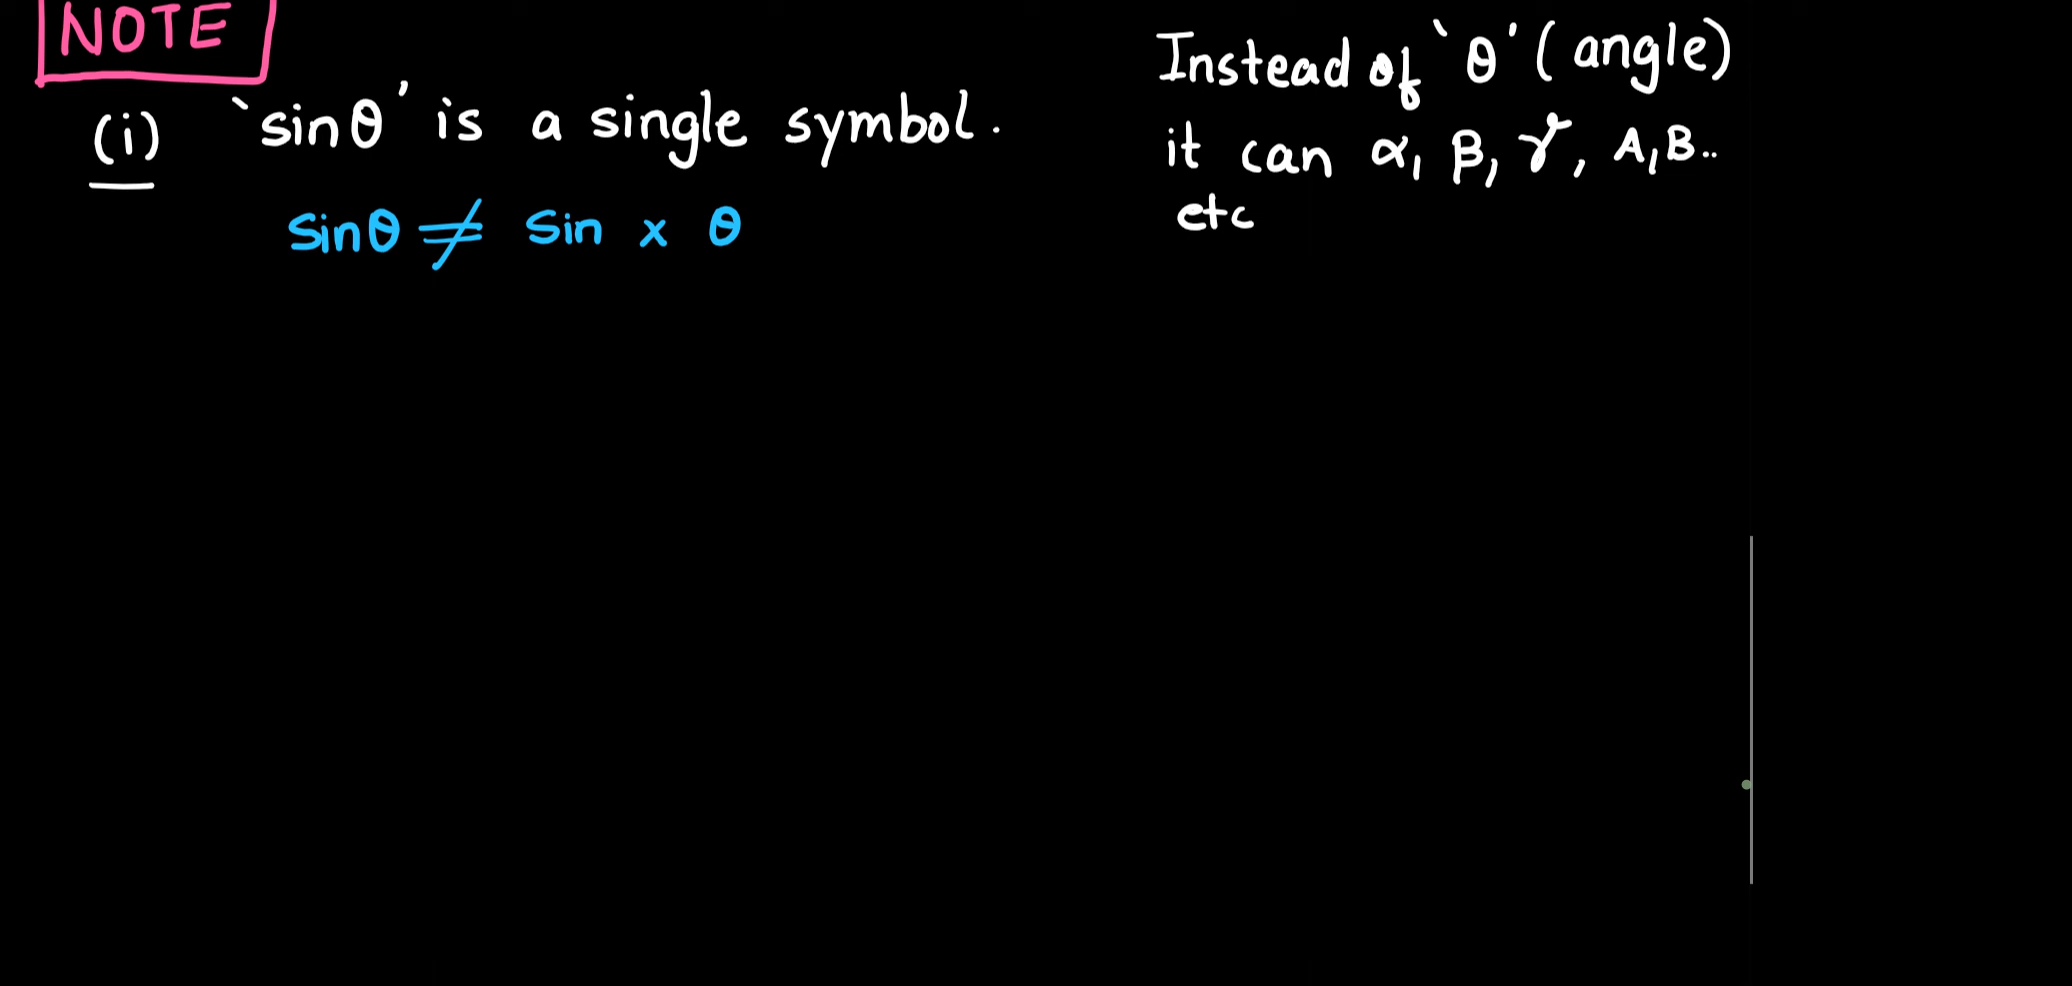 NOTE
(i) `sinθ' is a single symbol.
sinθ ≠ sin x θ
Instead of `θ' (angle)
it can α, β, γ, A, B..
etc